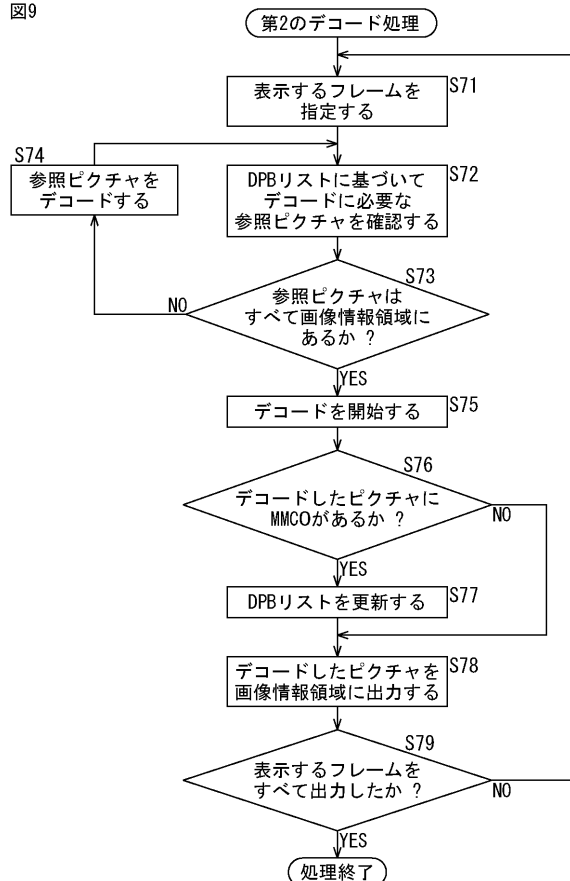 図9
第2のデコード処理
表示するフレームを
指定する
S71
S74
参照ピクチャを
デコードする
DPBリストに基づいて
デコードに必要な
参照ピクチャを確認する
S72
S73
参照ピクチャは
すべて画像情報領域に
あるか ?
NO
YES
デコードを開始する
S75
S76
デコードしたピクチャに
MMCOがあるか ?
NO
YES
DPBリストを更新する
S77
デコードしたピクチャを
画像情報領域に出力する
S78
S79
表示するフレームを
すべて出力したか ?
NO
YES
処理終了